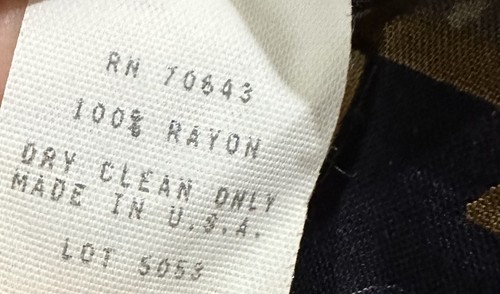 RN 70643
100% RAYON
DRY CLEAN ONLY
MADE IN U.S.A.
LOT 5053